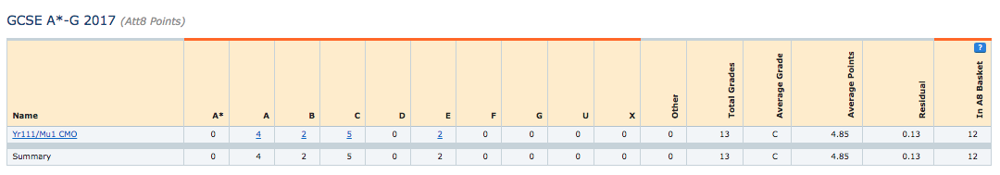 GCSE A*-G 2017 (Att8 Points)
Name A* A B C D E F G U X Other Total Grades Average Grade Average Points Residual In A8 Basket ?
Yr111/Mu1 CMO 0 4 2 5 0 2 0 0 0 0 0 13 C 4.85 0.13 12
Summary 0 4 2 5 0 2 0 0 0 0 0 13 C 4.85 0.13 12